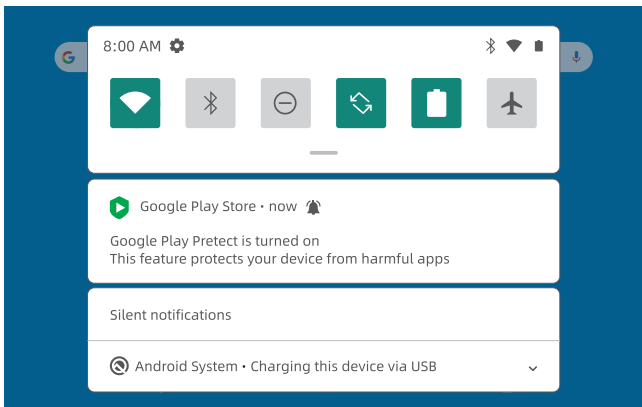 8:00 AM
Google Play Store • now
Google Play Pretect is turned on
This feature protects your device from harmful apps
Silent notifications
Android System • Charging this device via USB